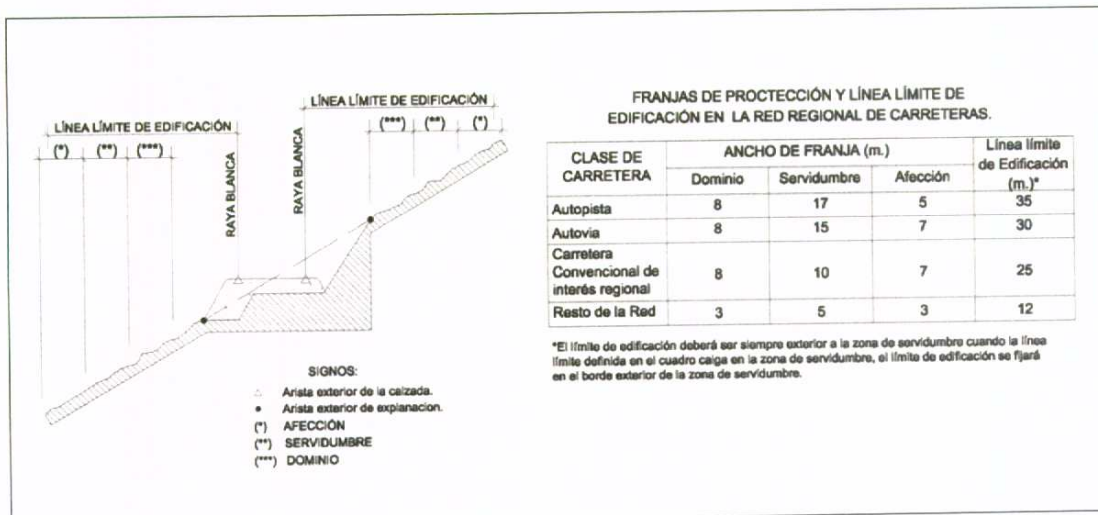 LÍNEA LÍMITE DE EDIFICACIÓN
(***) (**) (*)
LÍNEA LÍMITE DE EDIFICACIÓN
(*) (**) (***)
RAYA BLANCA
RAYA BLANCA
SIGNOS:
△ Arista exterior de la calzada.
● Arista exterior de explanacion.
(*) AFECCIÓN
(**) SERVIDUMBRE
(***) DOMINIO
FRANJAS DE PROCTECCIÓN Y LÍNEA LÍMITE DE
EDIFICACIÓN EN LA RED REGIONAL DE CARRETERAS.
CLASE DE CARRETERA ANCHO DE FRANJA (m.) Línea límite de Edificación (m.)*
Dominio Servidumbre Afección
Autopista 8 17 5 35
Autovia 8 15 7 30
Carretera
Convencional de 8 10 7 25
interés regional
Resto de la Red 3 5 3 12
*El límite de edificación deberá ser siempre exterior a la zona de servidumbre cuando la línea
límite definida en el cuadro caiga en la zona de servidumbre, el límite de edificación se fijará
en el borde exterior de la zona de servidumbre.